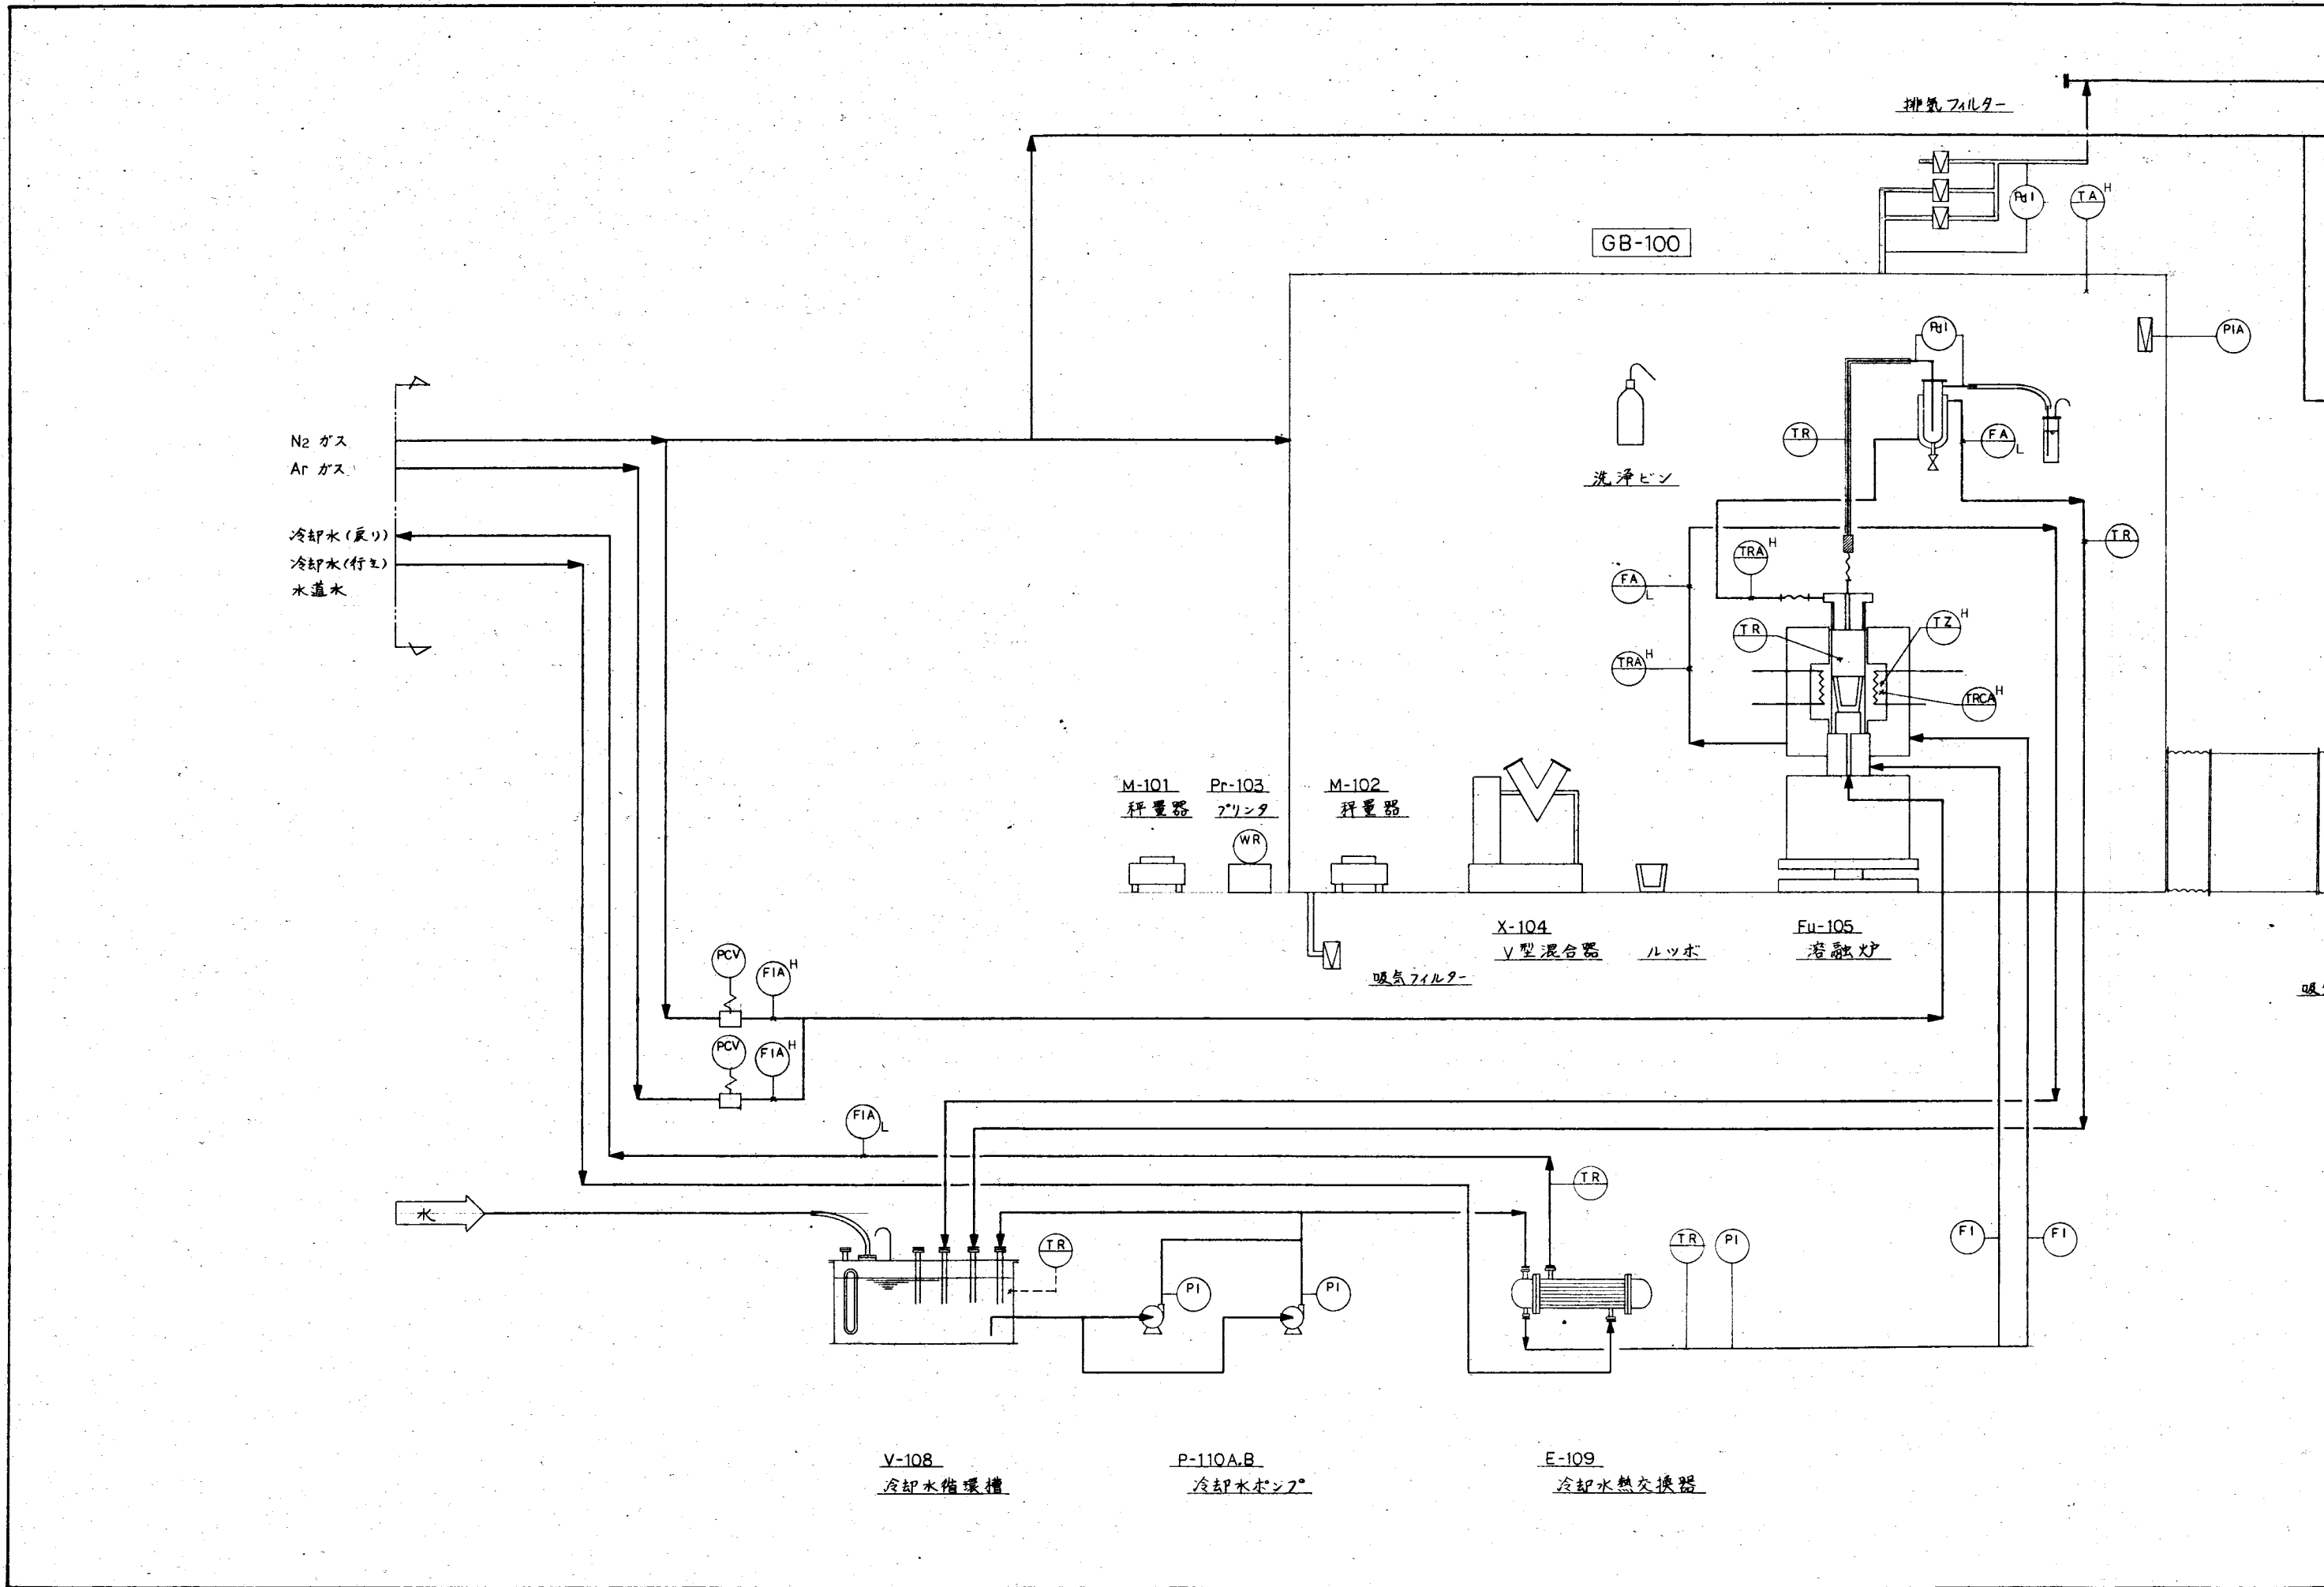 排気フィルター
PdI
TA H
GB-100
PdI
PIA
N2 ガス
Ar ガス
TR
FA L
洗浄ビン
冷却水(戻り)
冷却水(行き)
水道水
TR
TRA H
FA L
TR
TZ H
TRA H
TRCA H
M-101
秤量器
Pr-103
プリンタ
M-102
秤量器
WR
X-104
V型混合器
ルツボ
Fu-105
溶融炉
吸気フィルター
PCV
FIA H
PCV
FIA H
FIA L
TR
水
TR
TR
PI
FI
FI
PI
PI
V-108
冷却水循環槽
P-110A.B
冷却水ポンプ
E-109
冷却水熱交換器